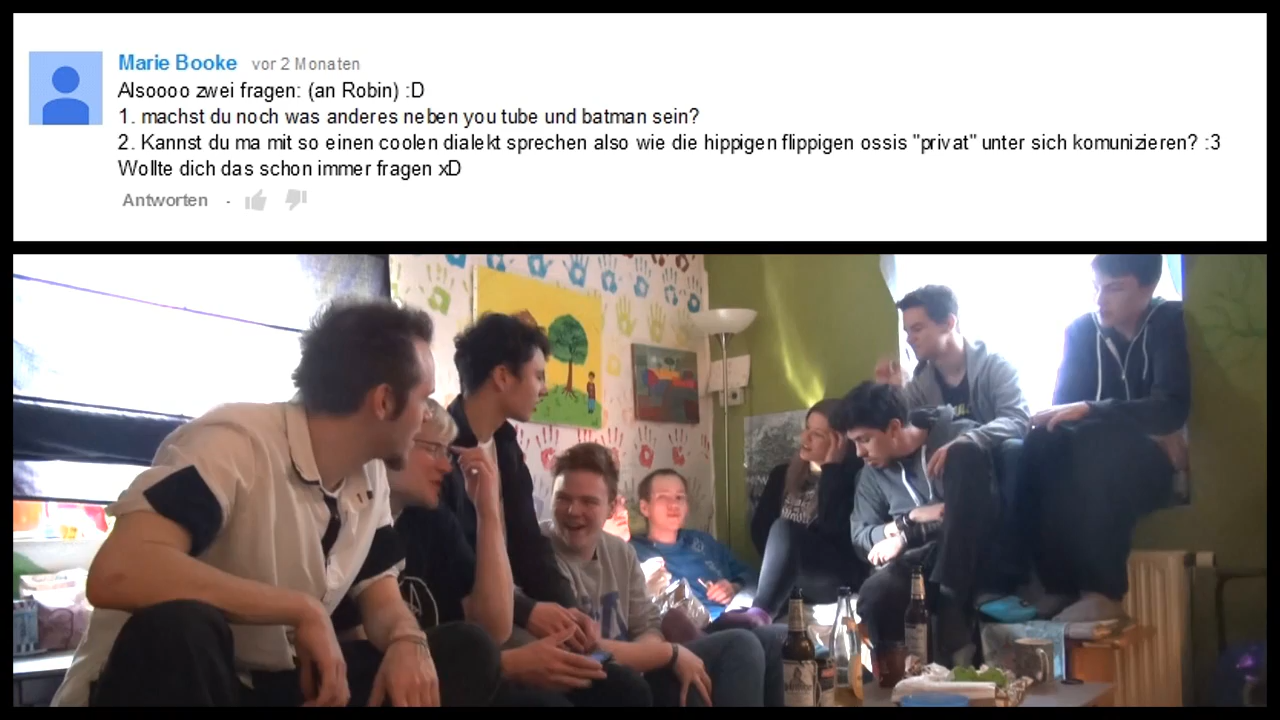 Marie Booke vor 2 Monaten
Alsoooo zwei fragen: (an Robin) :D
1. machst du noch was anderes neben you tube und batman sein?
2. Kannst du ma mit so einen coolen dialekt sprechen also wie die hippigen flippigen ossis "privat" unter sich komunizieren? :3
Wollte dich das schon immer fragen xD
Antworten ·